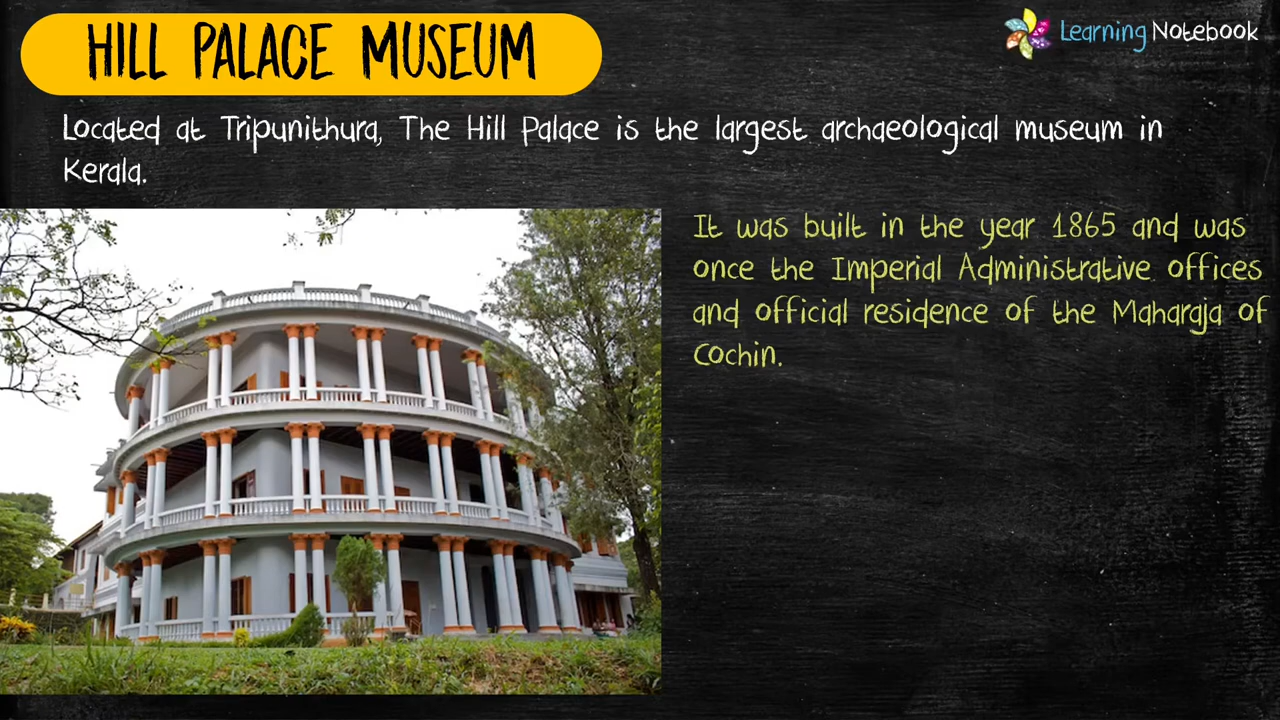 HILL PALACE MUSEUM
Learning Notebook
Located at Tripunithura, The Hill Palace is the largest archaeological museum in
Kerala.
It was built in the year 1865 and was
once the Imperial Administrative offices
and official residence of the Maharaja of
Cochin.